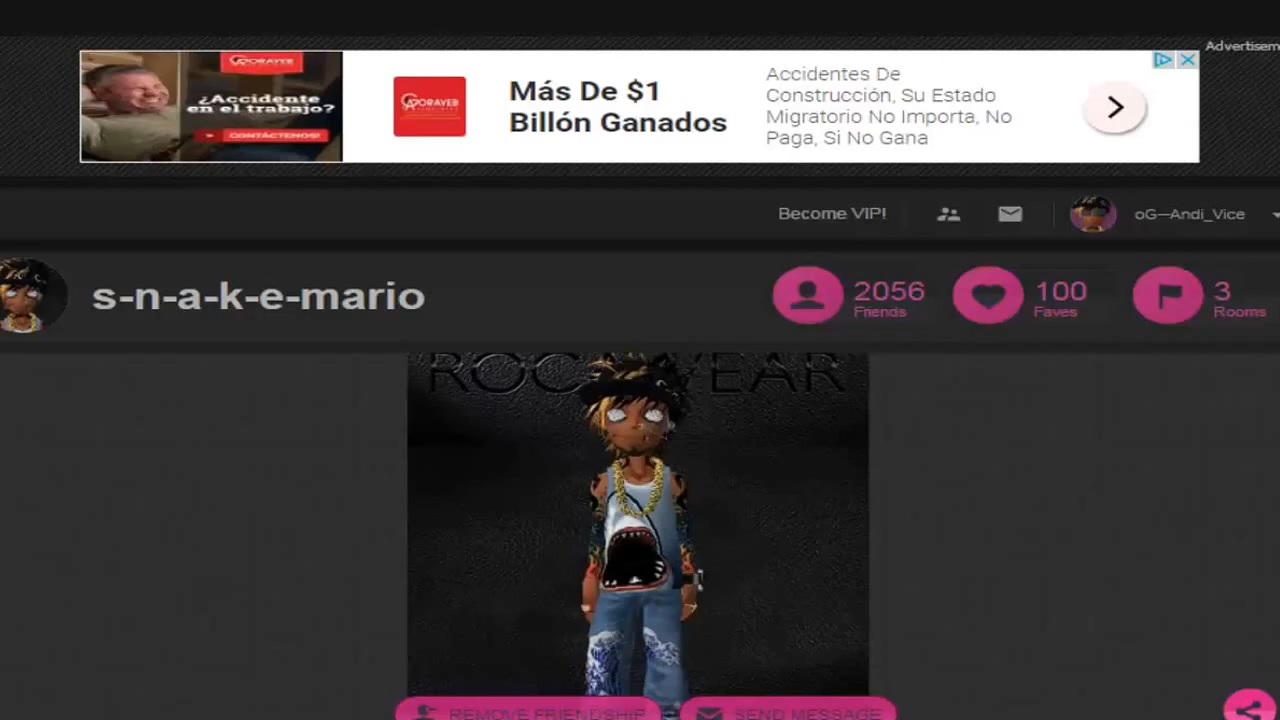 Advertisem
GORAYEB
¿Accidente
en el trabajo?
CONTÁCTENOS!
GORAYEB
Más De $1
Billón Ganados
Accidentes De
Construcción, Su Estado
Migratorio No Importa, No
Paga, Si No Gana
Become VIP!
oG—Andi_Vice
s-n-a-k-e-mario
2056
Friends
100
Faves
3
Rooms
REMOVE FRIENDSHIP
SEND MESSAGE